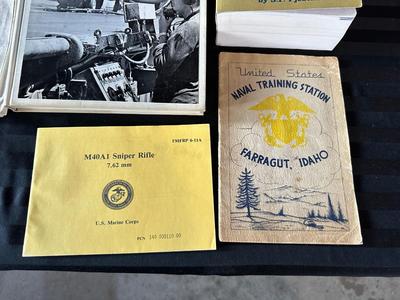 FMFRP 0-11A
M40A1 Sniper Rifle
7.62 mm
U.S. Marine Corps
PCN 140 000110 00
United States
NAVAL TRAINING STATION
FARRAGUT, IDAHO